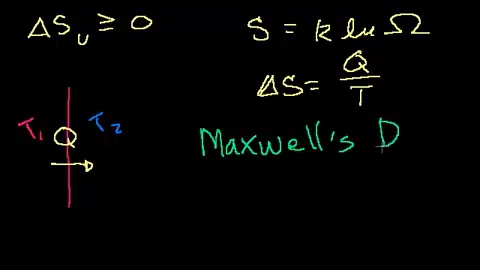 ΔS_U ≥ 0
S = k ln Ω
ΔS = Q/T
T₁ Q T₂
Maxwell's D